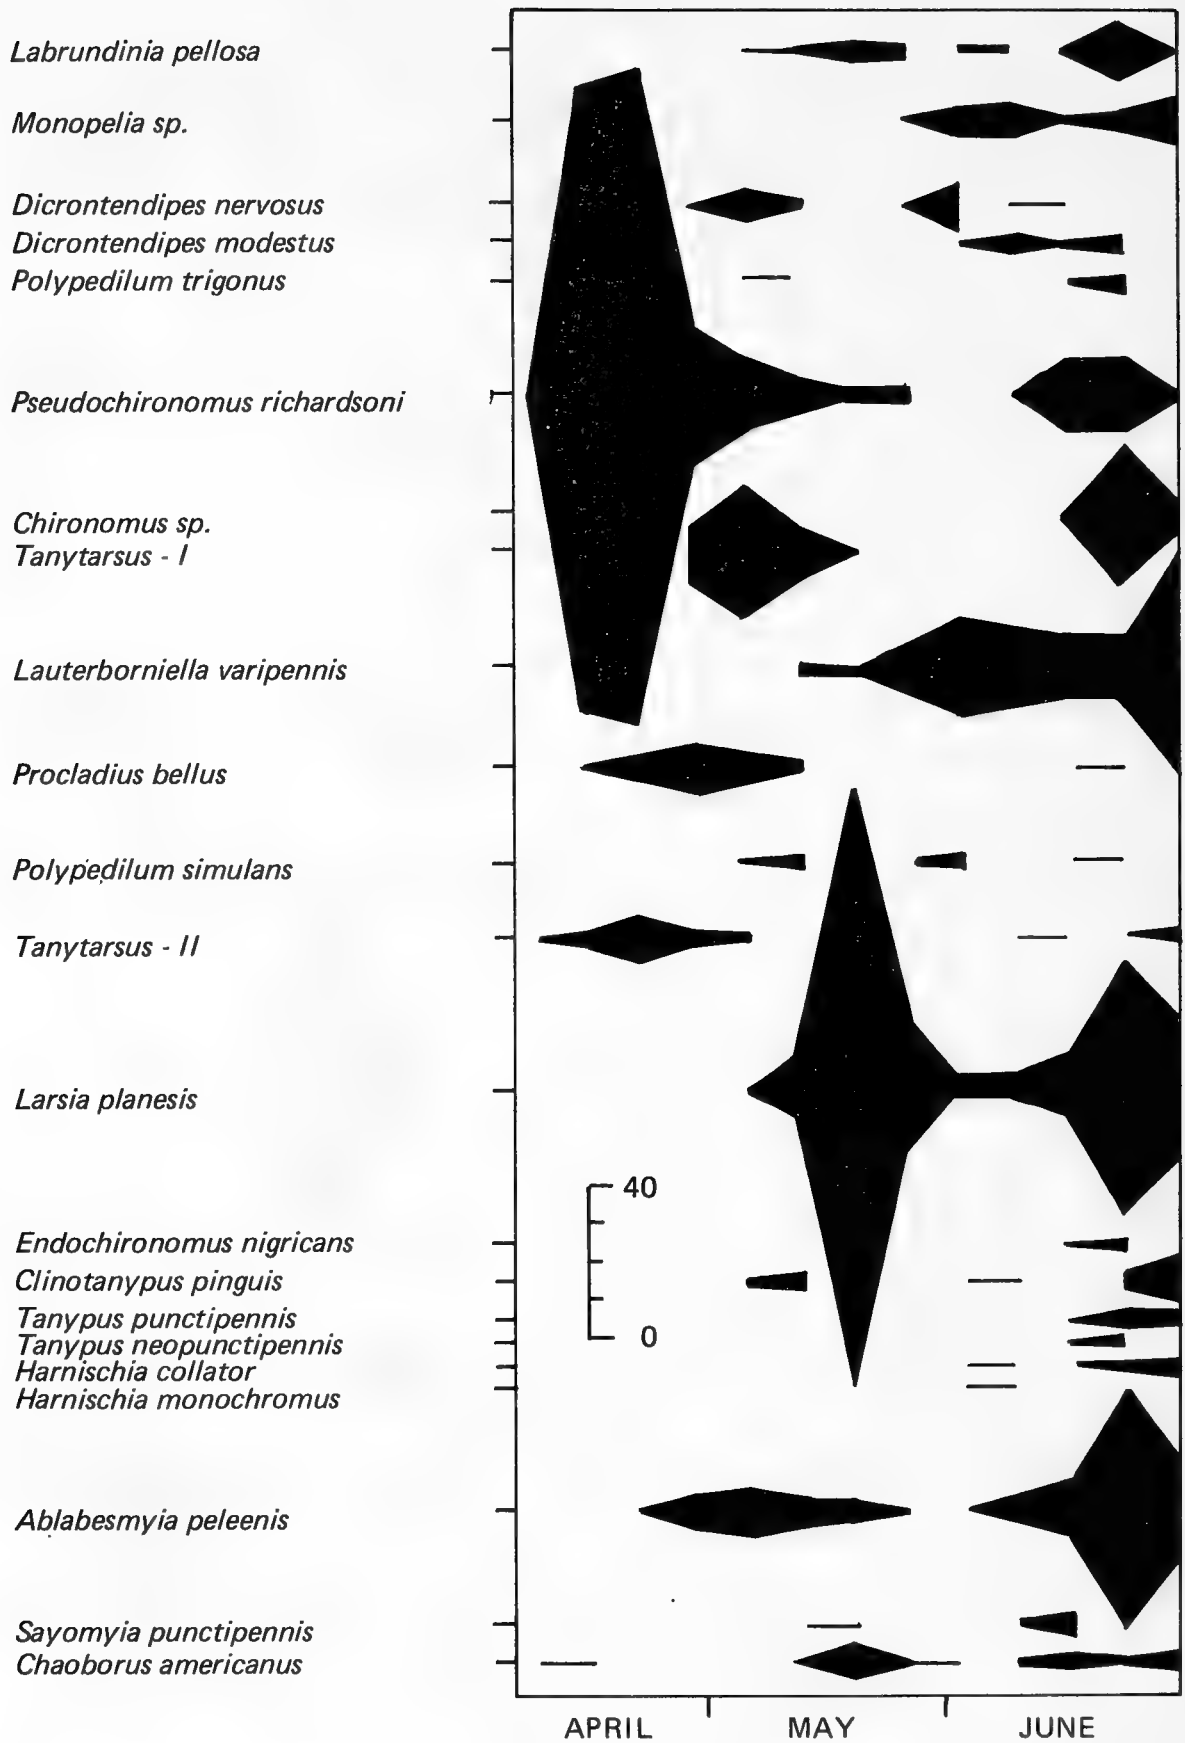 Labrundinia pellosa
Monopelia sp.
Dicrontendipes nervosus
Dicrontendipes modestus
Polypedilum trigonus
Pseudochironomus richardsoni
Chironomus sp.
Tanytarsus - I
Lauterborniella varipennis
Procladius bellus
Polypedilum simulans
Tanytarsus - II
Larsia planesis
40
Endochironomus nigricans
Clinotanypus pinguis
Tanypus punctipennis
0
Tanypus neopunctipennis
Harnischia collator
Harnischia monochromus
Ablabesmyia peleenis
Sayomyia punctipennis
Chaoborus americanus
APRIL MAY JUNE